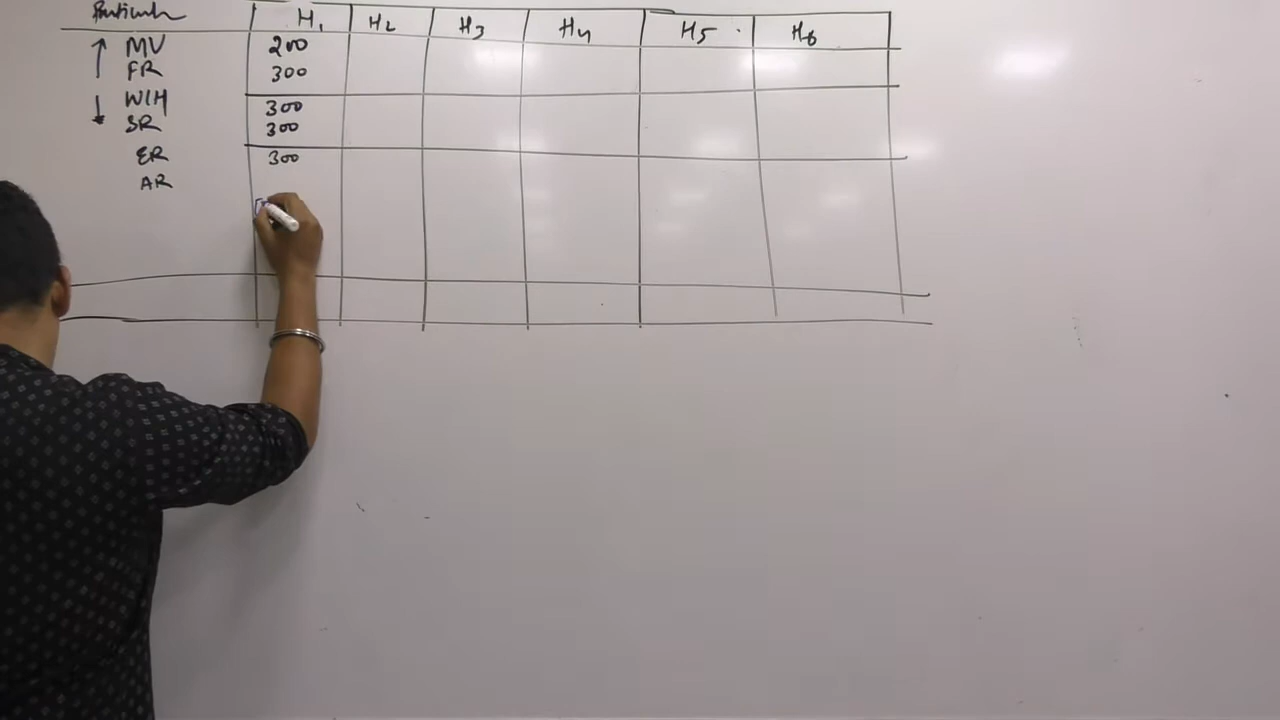 Particulars H1 H2 H3 H4 H5 H6
↑ MV 200
FR 300
↓ WIH 300
SR 300
ER 300
AR